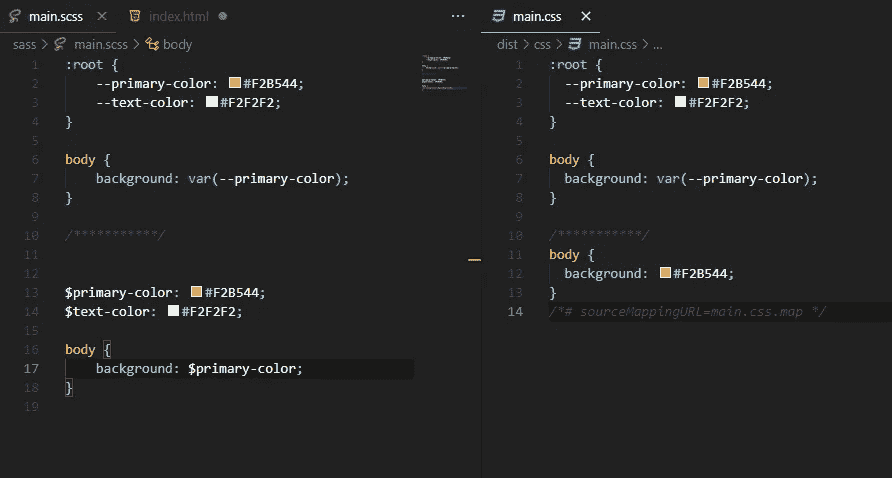 main.scss index.html
sass > main.scss > body
1 :root {
2 --primary-color: #F2B544;
3 --text-color: #F2F2F2;
4 }
5
6 body {
7 background: var(--primary-color);
8 }
9
10 /***********/
11
12
13 $primary-color: #F2B544;
14 $text-color: #F2F2F2;
15
16 body {
17 background: $primary-color;
18 }
19
main.css
dist > css > main.css > ...
1 :root {
2 --primary-color: #F2B544;
3 --text-color: #F2F2F2;
4 }
5
6 body {
7 background: var(--primary-color);
8 }
9
10 /***********/
11 body {
12 background: #F2B544;
13 }
14 /*# sourceMappingURL=main.css.map */